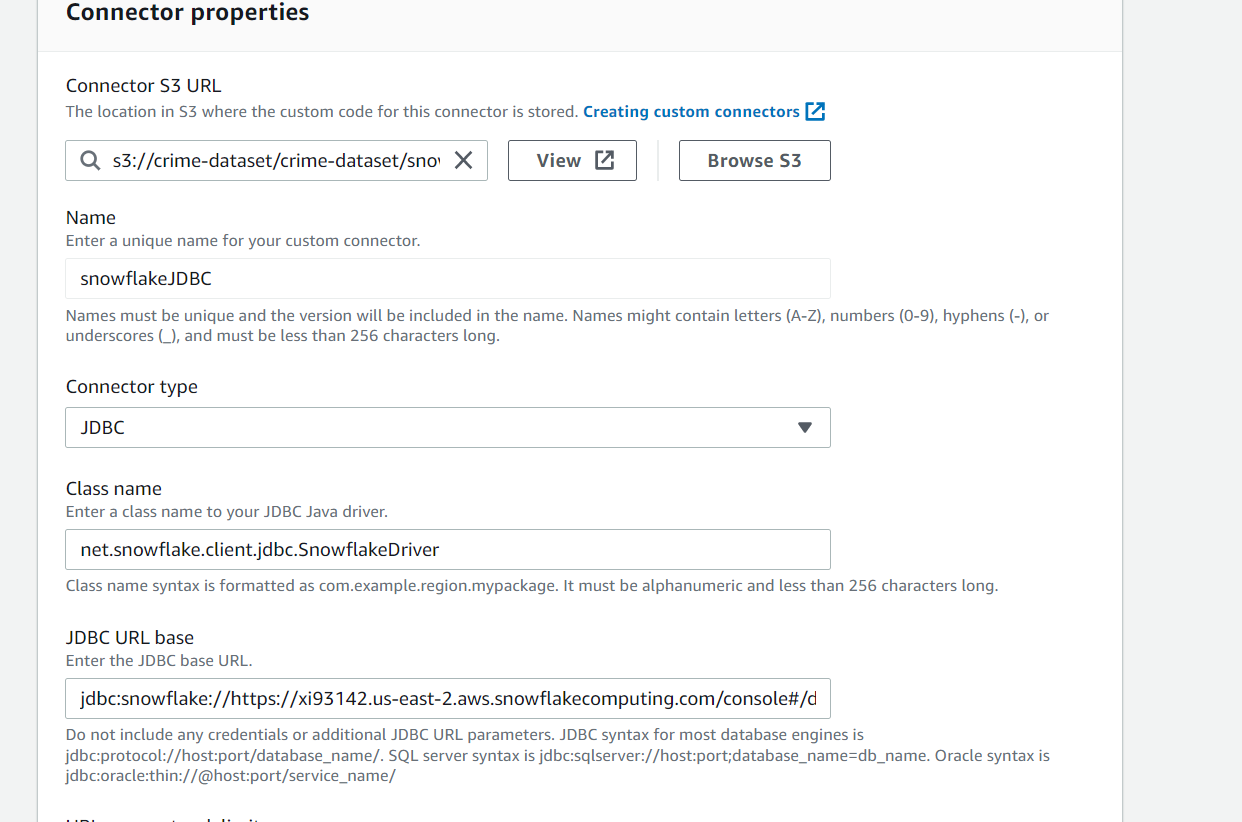 Connector properties
Connector S3 URL
The location in S3 where the custom code for this connector is stored. Creating custom connectors
s3://crime-dataset/crime-dataset/snov
View
Browse S3
Name
Enter a unique name for your custom connector.
snowflakeJDBC
Names must be unique and the version will be included in the name. Names might contain letters (A-Z), numbers (0-9), hyphens (-), or
underscores (_), and must be less than 256 characters long.
Connector type
JDBC
Class name
Enter a class name to your JDBC Java driver.
net.snowflake.client.jdbc.SnowflakeDriver
Class name syntax is formatted as com.example.region.mypackage. It must be alphanumeric and less than 256 characters long.
JDBC URL base
Enter the JDBC base URL.
jdbc:snowflake://https://xi93142.us-east-2.aws.snowflakecomputing.com/console#/d
Do not include any credentials or additional JDBC URL parameters. JDBC syntax for most database engines is
jdbc:protocol://host:port/database_name/. SQL server syntax is jdbc:sqlserver://host:port;database_name=db_name. Oracle syntax is
jdbc:oracle:thin://@host:port/service_name/